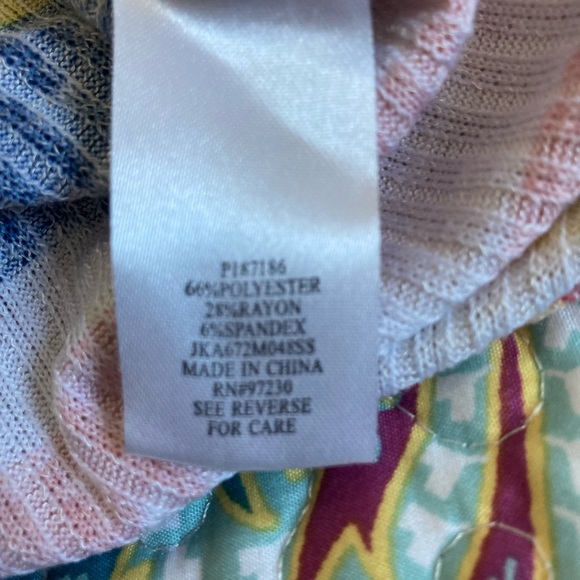 P187186
66%POLYESTER
28%RAYON
6%SPANDEX
JKA672M048SS
MADE IN CHINA
RN#97230
SEE REVERSE
FOR CARE